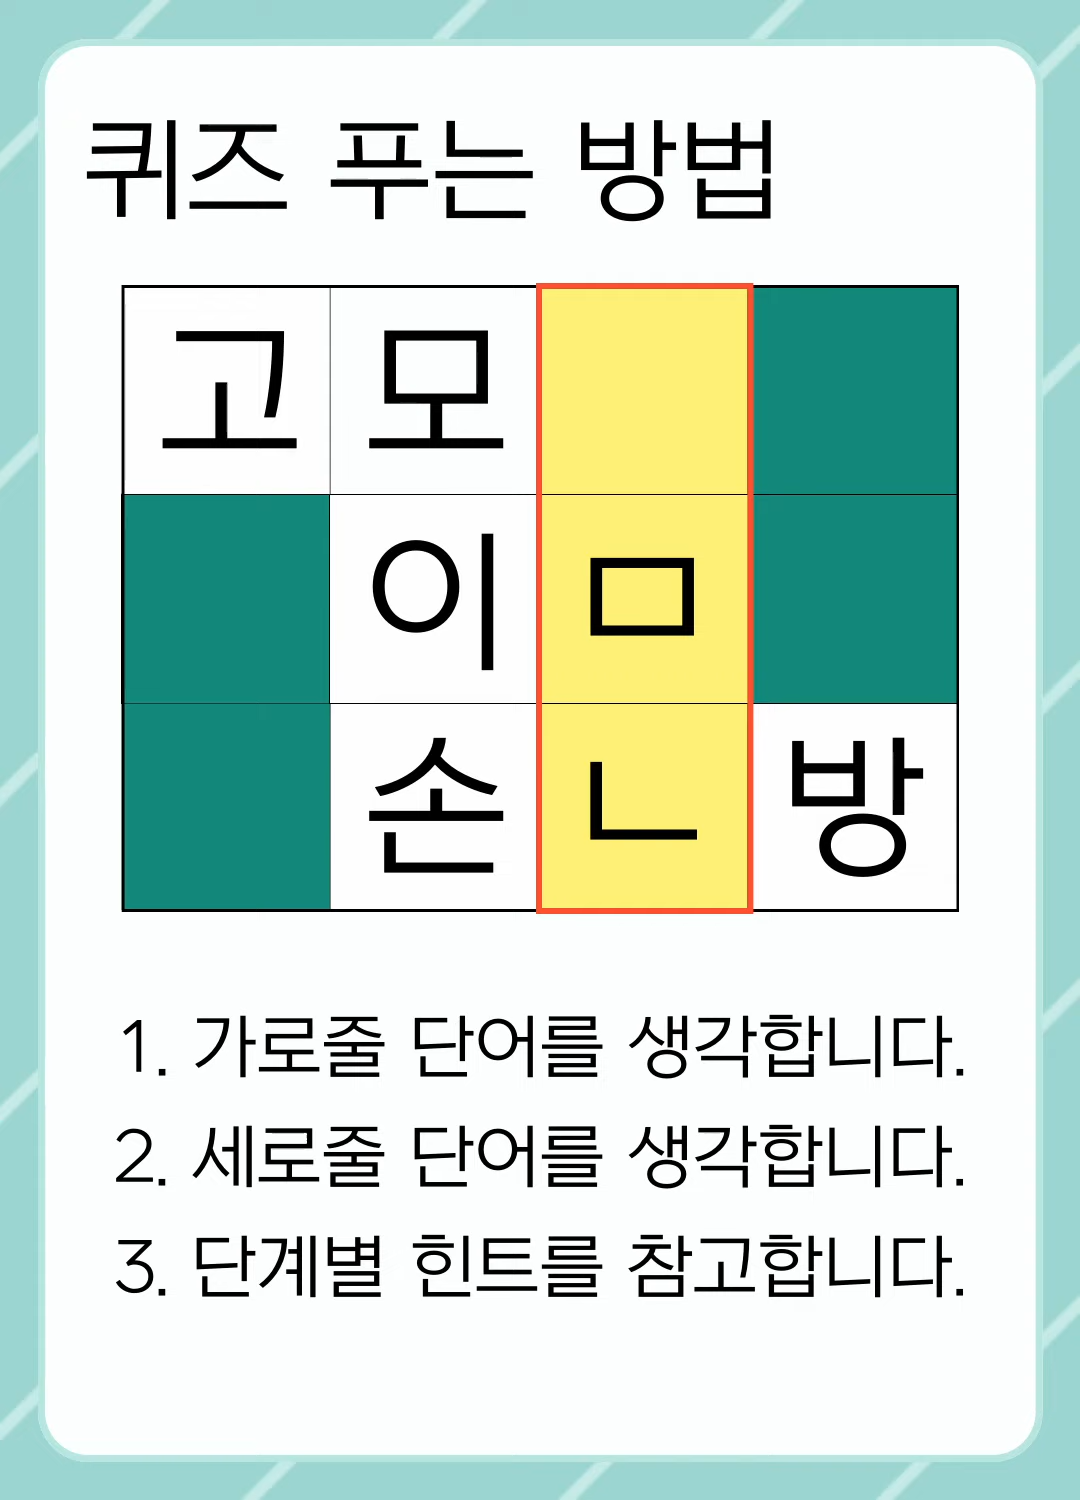 퀴즈 푸는 방법
고 모
이 ㅁ
손 ㄴ 방
1. 가로줄 단어를 생각합니다.
2. 세로줄 단어를 생각합니다.
3. 단계별 힌트를 참고합니다.